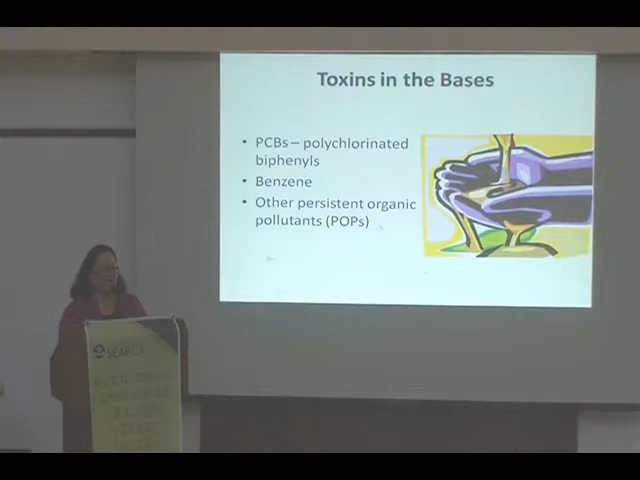 Toxins in the Bases
• PCBs – polychlorinated
biphenyls
• Benzene
• Other persistent organic
pollutants (POPs)
SEARCA